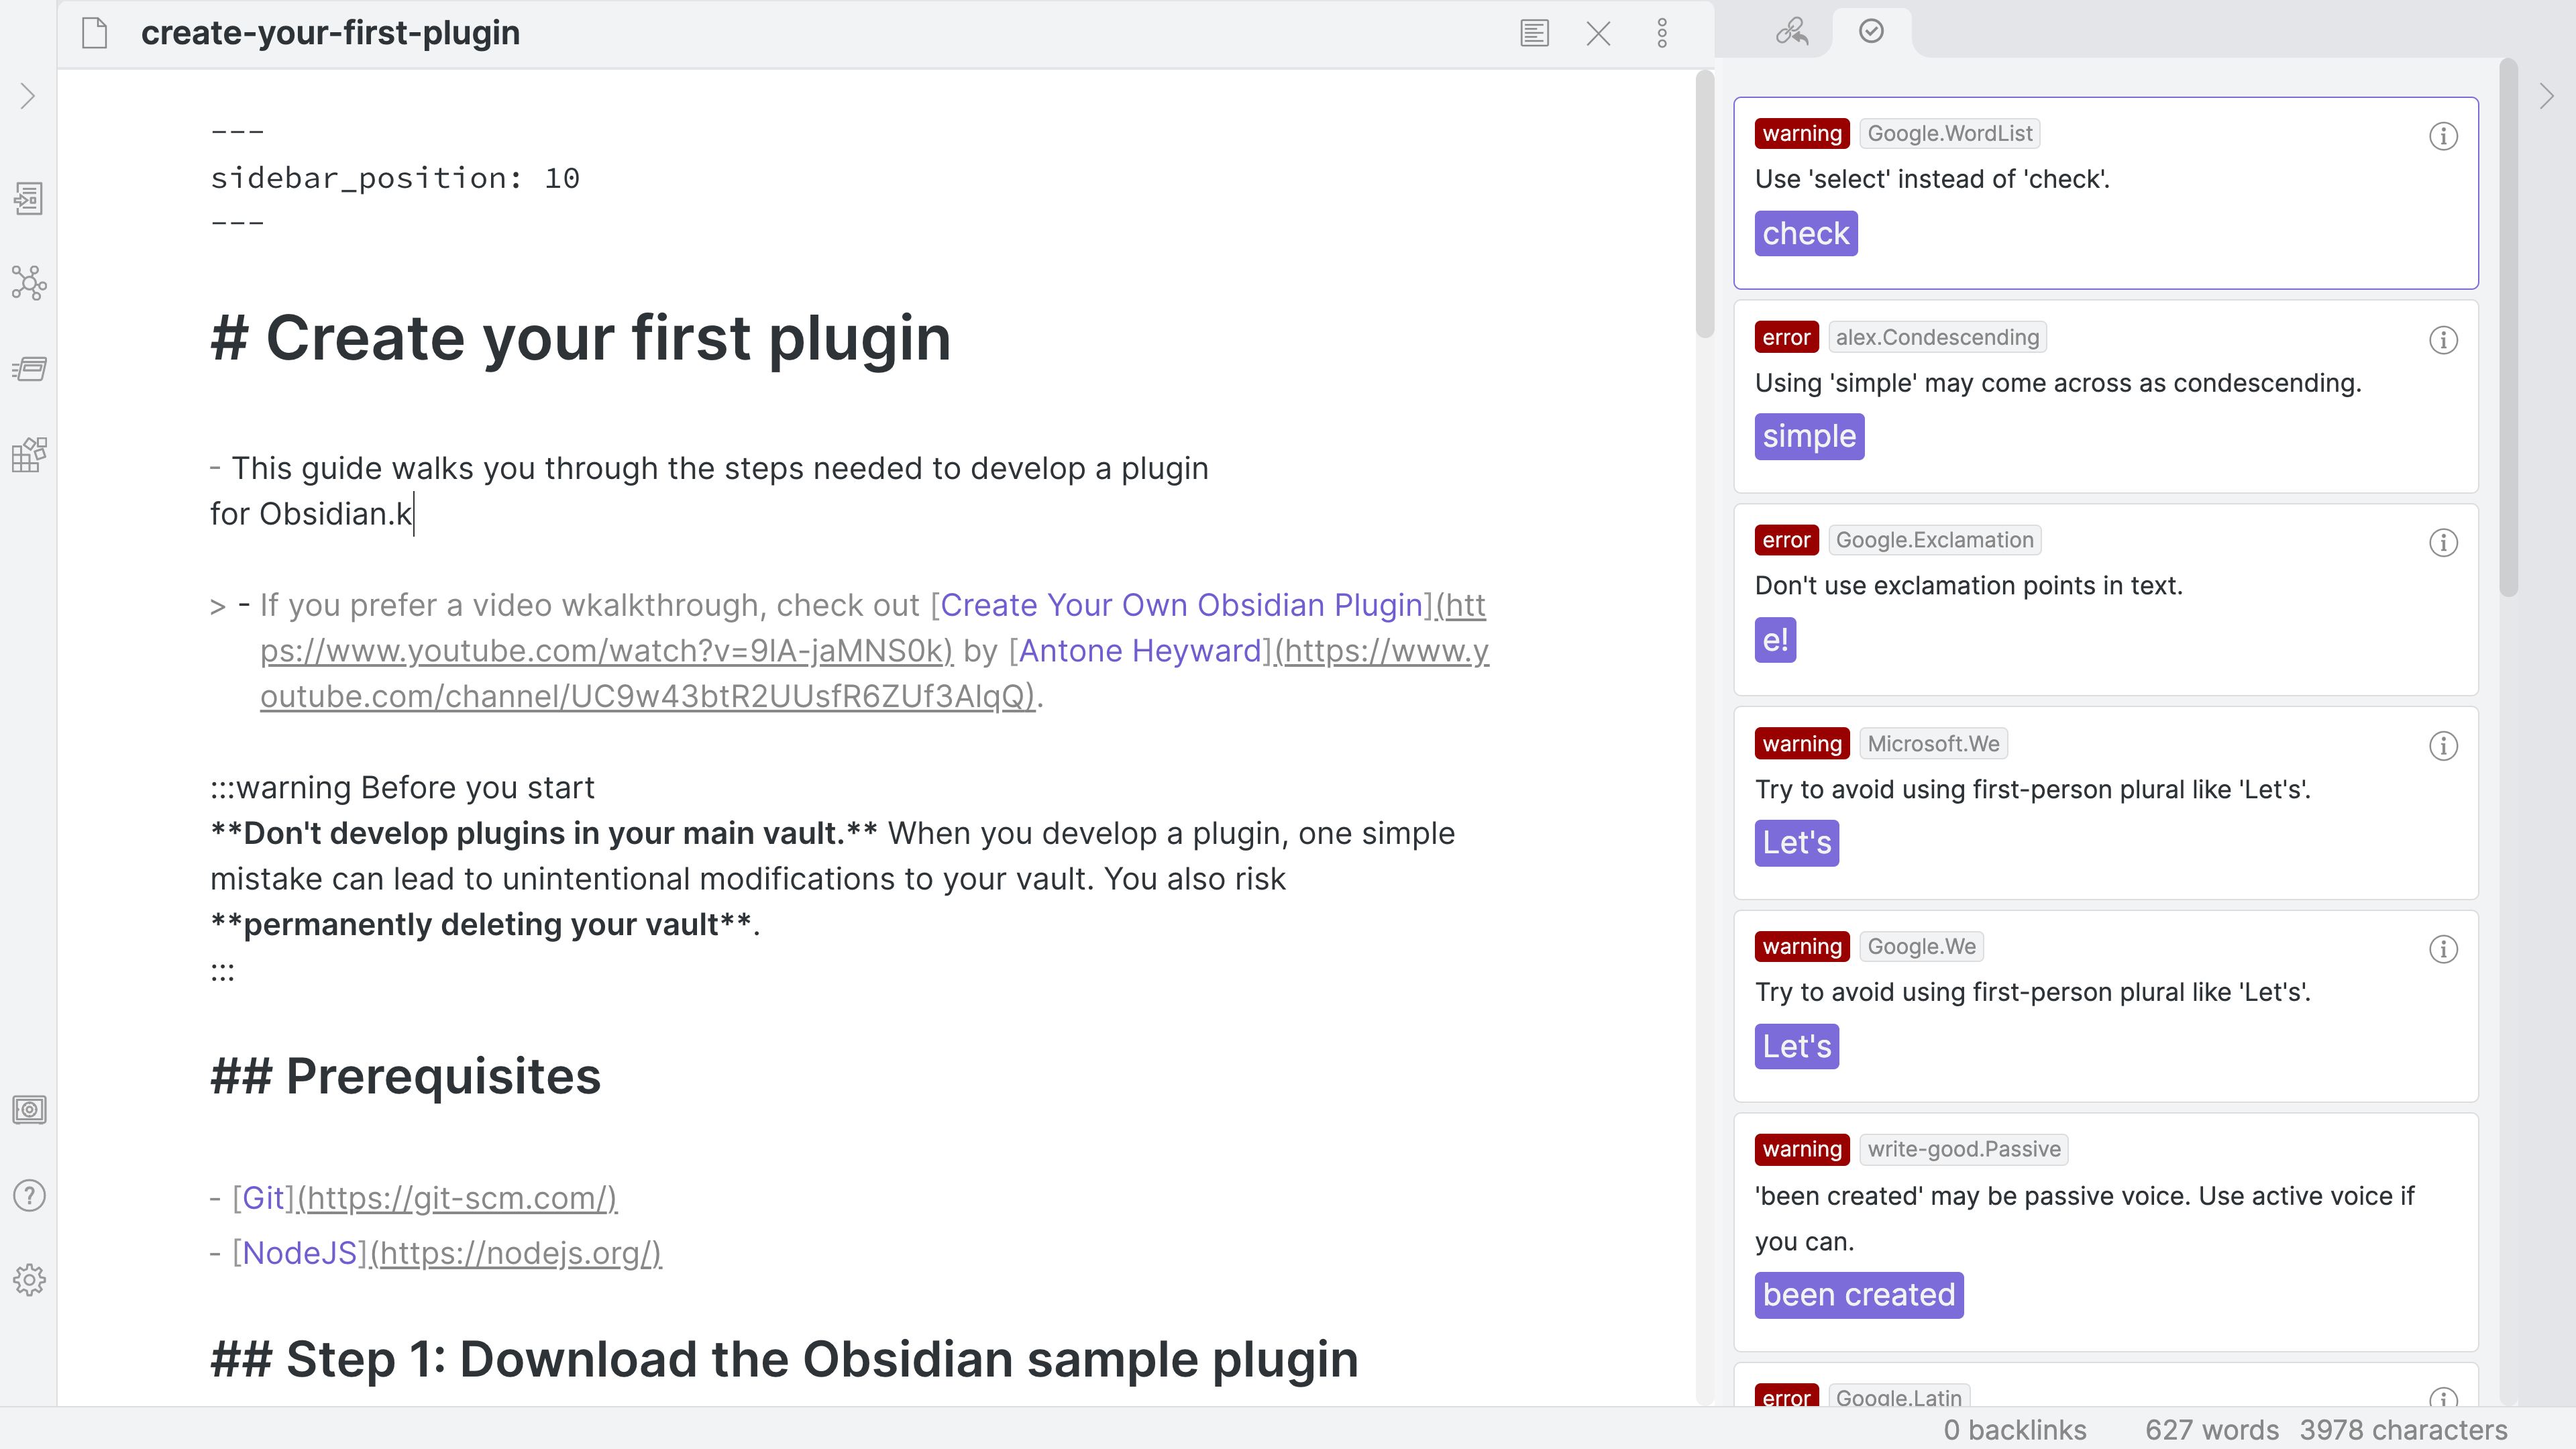 create-your-first-plugin
---
sidebar_position: 10
---
# Create your first plugin
- This guide walks you through the steps needed to develop a plugin
for Obsidian.k
> - If you prefer a video wkalkthrough, check out [Create Your Own Obsidian Plugin](htt
ps://www.youtube.com/watch?v=9lA-jaMNS0k) by [Antone Heyward](https://www.y
outube.com/channel/UC9w43btR2UUsfR6ZUf3AlqQ).
:::warning Before you start
**Don't develop plugins in your main vault.** When you develop a plugin, one simple
mistake can lead to unintentional modifications to your vault. You also risk
**permanently deleting your vault**.
:::
## Prerequisites
- [Git](https://git-scm.com/)
- [NodeJS](https://nodejs.org/)
## Step 1: Download the Obsidian sample plugin
warning Google.WordList
Use 'select' instead of 'check'.
check
error alex.Condescending
Using 'simple' may come across as condescending.
simple
error Google.Exclamation
Don't use exclamation points in text.
e!
warning Microsoft.We
Try to avoid using first-person plural like 'Let's'.
Let's
warning Google.We
Try to avoid using first-person plural like 'Let's'.
Let's
warning write-good.Passive
'been created' may be passive voice. Use active voice if
you can.
been created
error Google.Latin
0 backlinks 627 words 3978 characters